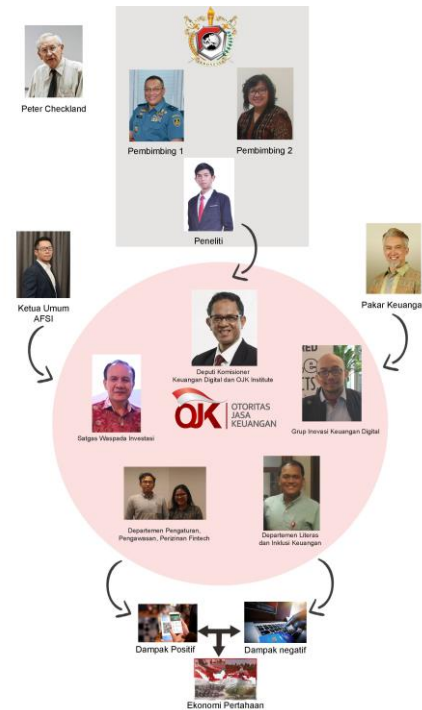 Peter Checkland
Pembimbing 1
Pembimbing 2
Peneliti
Ketua Umum
AFSI
Pakar Keuanga
Deputi Komisioner
Keuangan Digital dan OJK Institute
OJK
OTORITAS
JASA
KEUANGAN
Satgas Waspada Investasi
Grup Inovasi Keuangan Digital
Departemen Pengaturan,
Pengawasan, Perizinan Fintech
Departemen Literas
dan Inklusi Keuangan
Dampak Positif
Dampak negatif
Ekonomi Pertahaan